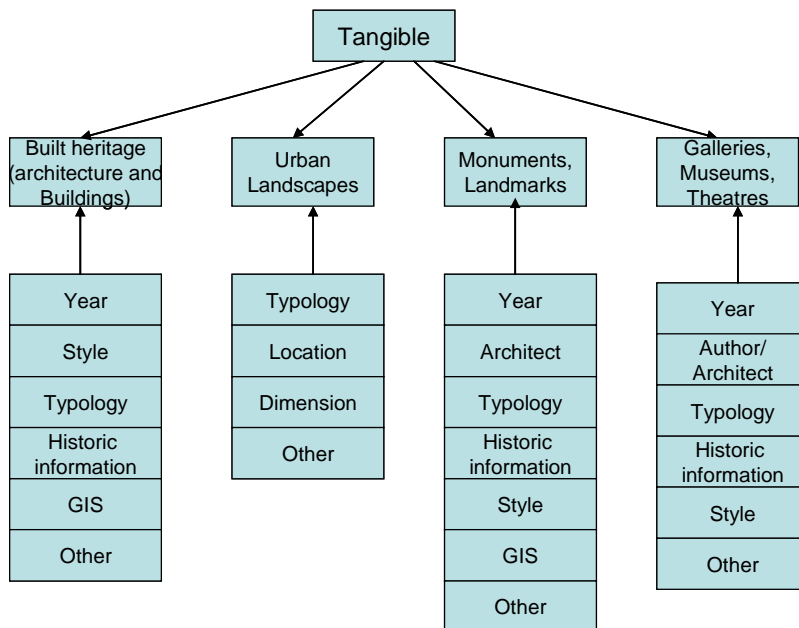 Tangible
Built heritage
(architecture and
Buildings)
Urban
Landscapes
Monuments,
Landmarks
Galleries,
Museums,
Theatres
Year
Style
Typology
Historic
information
GIS
Other
Typology
Location
Dimension
Other
Year
Architect
Typology
Historic
information
Style
GIS
Other
Year
Author/
Architect
Typology
Historic
information
Style
Other